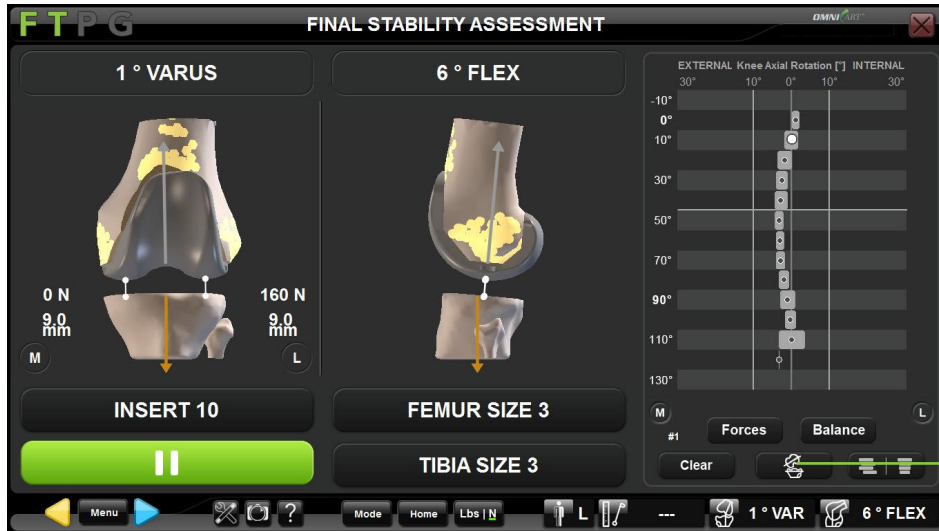 FTPG
FINAL STABILITY ASSESSMENT
OMNI ART
1 ° VARUS
6 ° FLEX
0 N
160 N
9.0
mm
9.0
mm
M
L
INSERT 10
FEMUR SIZE 3
TIBIA SIZE 3
EXTERNAL Knee Axial Rotation [°] INTERNAL
30° 10° 0° 10° 30°
-10°
0°
10°
30°
50°
70°
90°
110°
130°
M
L
#1
Forces
Balance
Clear
Menu
?
Mode
Home
Lbs | N
L
---
1 ° VAR
6 ° FLEX